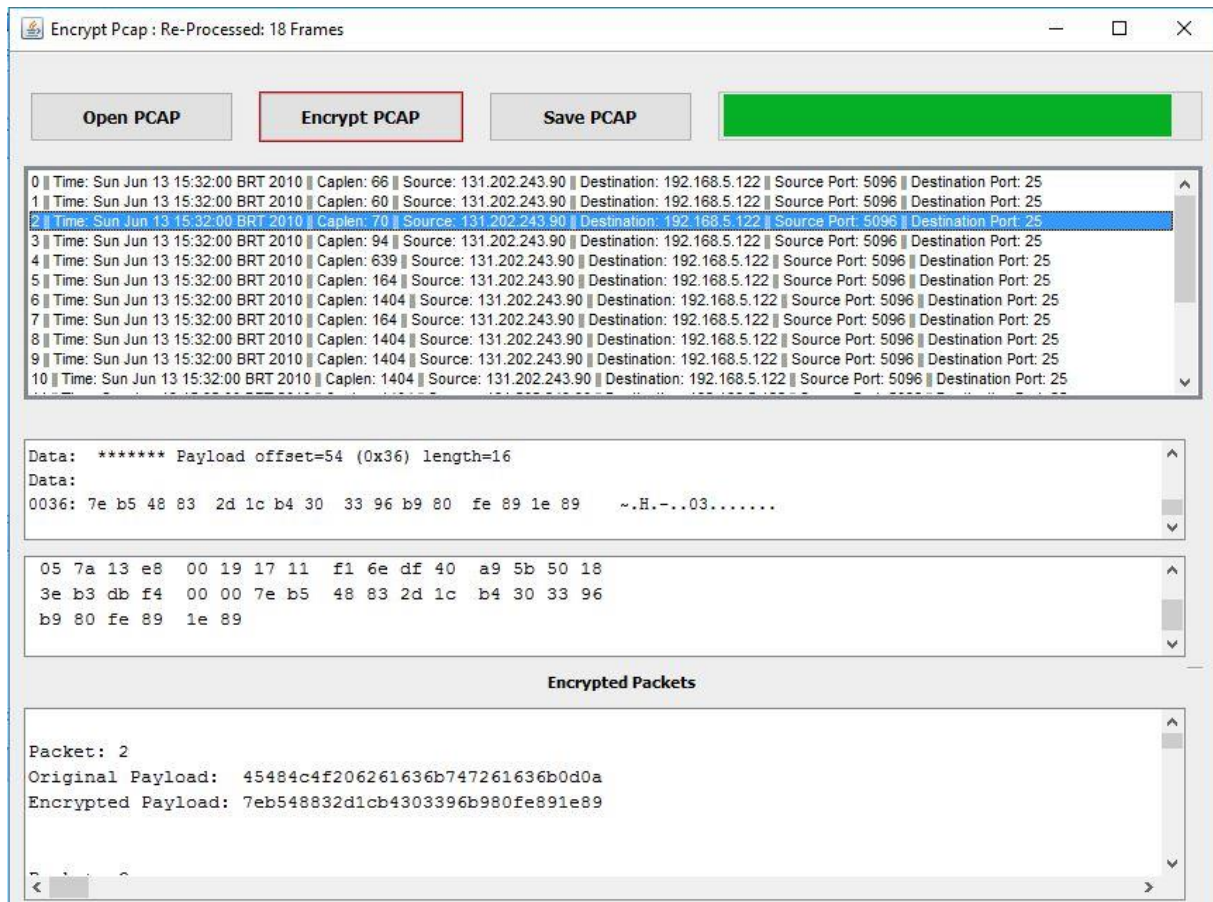 Encrypt Pcap : Re-Processed: 18 Frames
Open PCAP Encrypt PCAP Save PCAP
0 || Time: Sun Jun 13 15:32:00 BRT 2010 || Caplen: 66 || Source: 131.202.243.90 || Destination: 192.168.5.122 || Source Port: 5096 || Destination Port: 25
1 || Time: Sun Jun 13 15:32:00 BRT 2010 || Caplen: 60 || Source: 131.202.243.90 || Destination: 192.168.5.122 || Source Port: 5096 || Destination Port: 25
2 || Time: Sun Jun 13 15:32:00 BRT 2010 || Caplen: 70 || Source: 131.202.243.90 || Destination: 192.168.5.122 || Source Port: 5096 || Destination Port: 25
3 || Time: Sun Jun 13 15:32:00 BRT 2010 || Caplen: 94 || Source: 131.202.243.90 || Destination: 192.168.5.122 || Source Port: 5096 || Destination Port: 25
4 || Time: Sun Jun 13 15:32:00 BRT 2010 || Caplen: 639 || Source: 131.202.243.90 || Destination: 192.168.5.122 || Source Port: 5096 || Destination Port: 25
5 || Time: Sun Jun 13 15:32:00 BRT 2010 || Caplen: 164 || Source: 131.202.243.90 || Destination: 192.168.5.122 || Source Port: 5096 || Destination Port: 25
6 || Time: Sun Jun 13 15:32:00 BRT 2010 || Caplen: 1404 || Source: 131.202.243.90 || Destination: 192.168.5.122 || Source Port: 5096 || Destination Port: 25
7 || Time: Sun Jun 13 15:32:00 BRT 2010 || Caplen: 164 || Source: 131.202.243.90 || Destination: 192.168.5.122 || Source Port: 5096 || Destination Port: 25
8 || Time: Sun Jun 13 15:32:00 BRT 2010 || Caplen: 1404 || Source: 131.202.243.90 || Destination: 192.168.5.122 || Source Port: 5096 || Destination Port: 25
9 || Time: Sun Jun 13 15:32:00 BRT 2010 || Caplen: 1404 || Source: 131.202.243.90 || Destination: 192.168.5.122 || Source Port: 5096 || Destination Port: 25
10 || Time: Sun Jun 13 15:32:00 BRT 2010 || Caplen: 1404 || Source: 131.202.243.90 || Destination: 192.168.5.122 || Source Port: 5096 || Destination Port: 25
Data: ******* Payload offset=54 (0x36) length=16
Data:
0036: 7e b5 48 83 2d 1c b4 30 33 96 b9 80 fe 89 1e 89 ~.H.-..03.......
05 7a 13 e8 00 19 17 11 f1 6e df 40 a9 5b 50 18
3e b3 db f4 00 00 7e b5 48 83 2d 1c b4 30 33 96
b9 80 fe 89 1e 89
Encrypted Packets
Packet: 2
Original Payload: 45484c4f206261636b747261636b0d0a
Encrypted Payload: 7eb548832d1cb4303396b980fe891e89